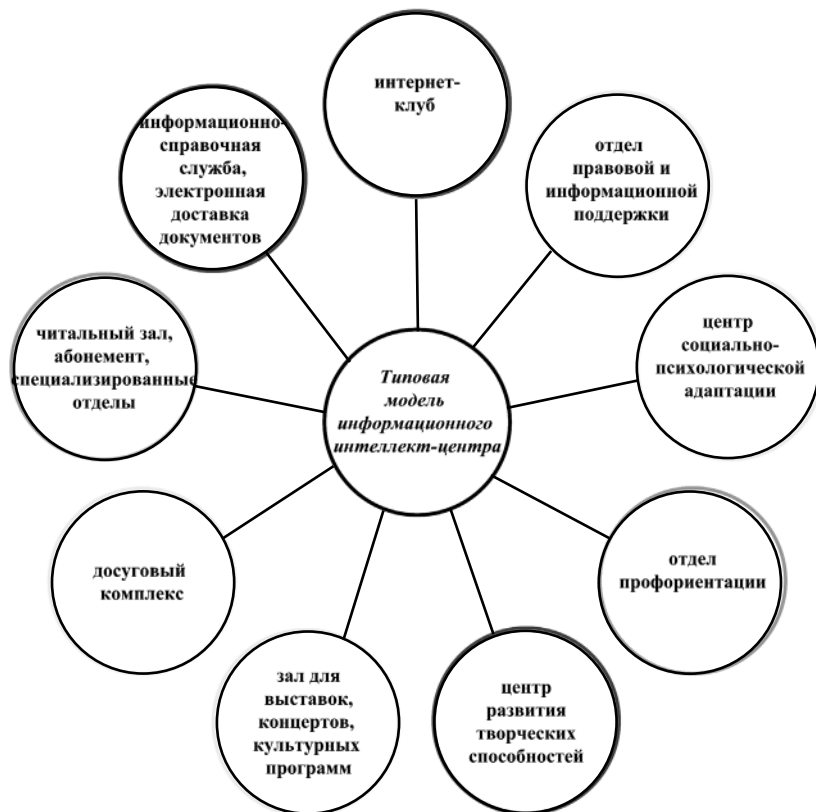 интернет-
клуб
информационно-
справочная
служба,
электронная
доставка
документов
отдел
правовой и
информационной
поддержки
читальный зал,
абонемент,
специализированные
отделы
центр
социально-
психологической
адаптации
Типовая
модель
информационного
интеллект-центра
досуговый
комплекс
отдел
профориентации
зал для
выставок,
концертов,
культурных
программ
центр
развития
творческих
способностей